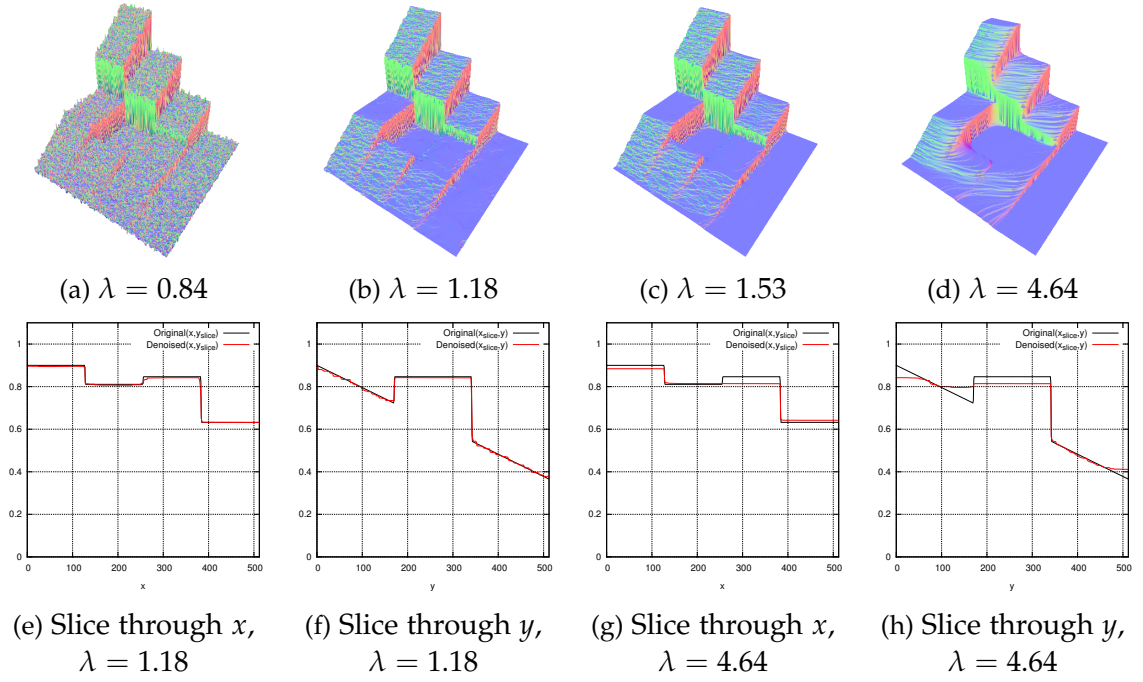 (a) λ = 0.84
(b) λ = 1.18
(c) λ = 1.53
(d) λ = 4.64
Original(x,y_slice)
Denoised(x,y_slice)
1
0.8
0.6
0.4
0.2
0
0 100 200 300 400 500
x
Original(x_slice,y)
Denoised(x_slice,y)
1
0.8
0.6
0.4
0.2
0
0 100 200 300 400 500
y
Original(x,y_slice)
Denoised(x,y_slice)
1
0.8
0.6
0.4
0.2
0
0 100 200 300 400 500
x
Original(x_slice,y)
Denoised(x_slice,y)
1
0.8
0.6
0.4
0.2
0
0 100 200 300 400 500
y
(e) Slice through x,
λ = 1.18
(f) Slice through y,
λ = 1.18
(g) Slice through x,
λ = 4.64
(h) Slice through y,
λ = 4.64